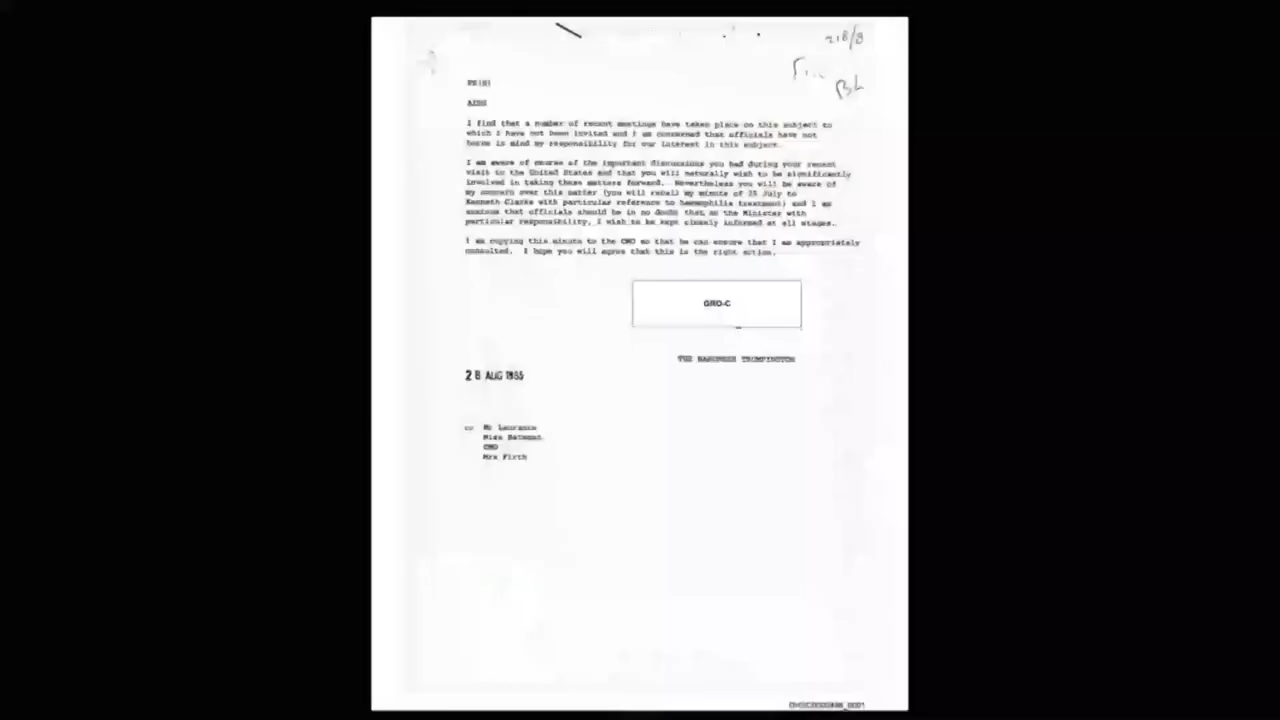 218/3
PS(H)
AIDS
I find that a number of recent meetings have taken place on this subject to
which I have not been invited and I am concerned that officials have not
borne in mind my responsibility for our interest in this subject.
I am aware of course of the important discussions you had during your recent
visit to the United States and that you will naturally wish to be significantly
involved in taking these matters forward. Nevertheless you will be aware of
my concern over this matter (you will recall my minute of 25 July to
Kenneth Clarke with particular reference to haemophilia treatment) and I am
anxious that officials should be in no doubt that as the Minister with
particular responsibility, I wish to be kept closely informed at all stages.
I am copying this minute to the CMO so that he can ensure that I am appropriately
consulted. I hope you will agree that this is the right action.
GRO-C
THE BARONESS TRUMPINGTON
28 AUG 1985
cc Mr Laurance
Miss Bateman
CMO
Mrs Firth